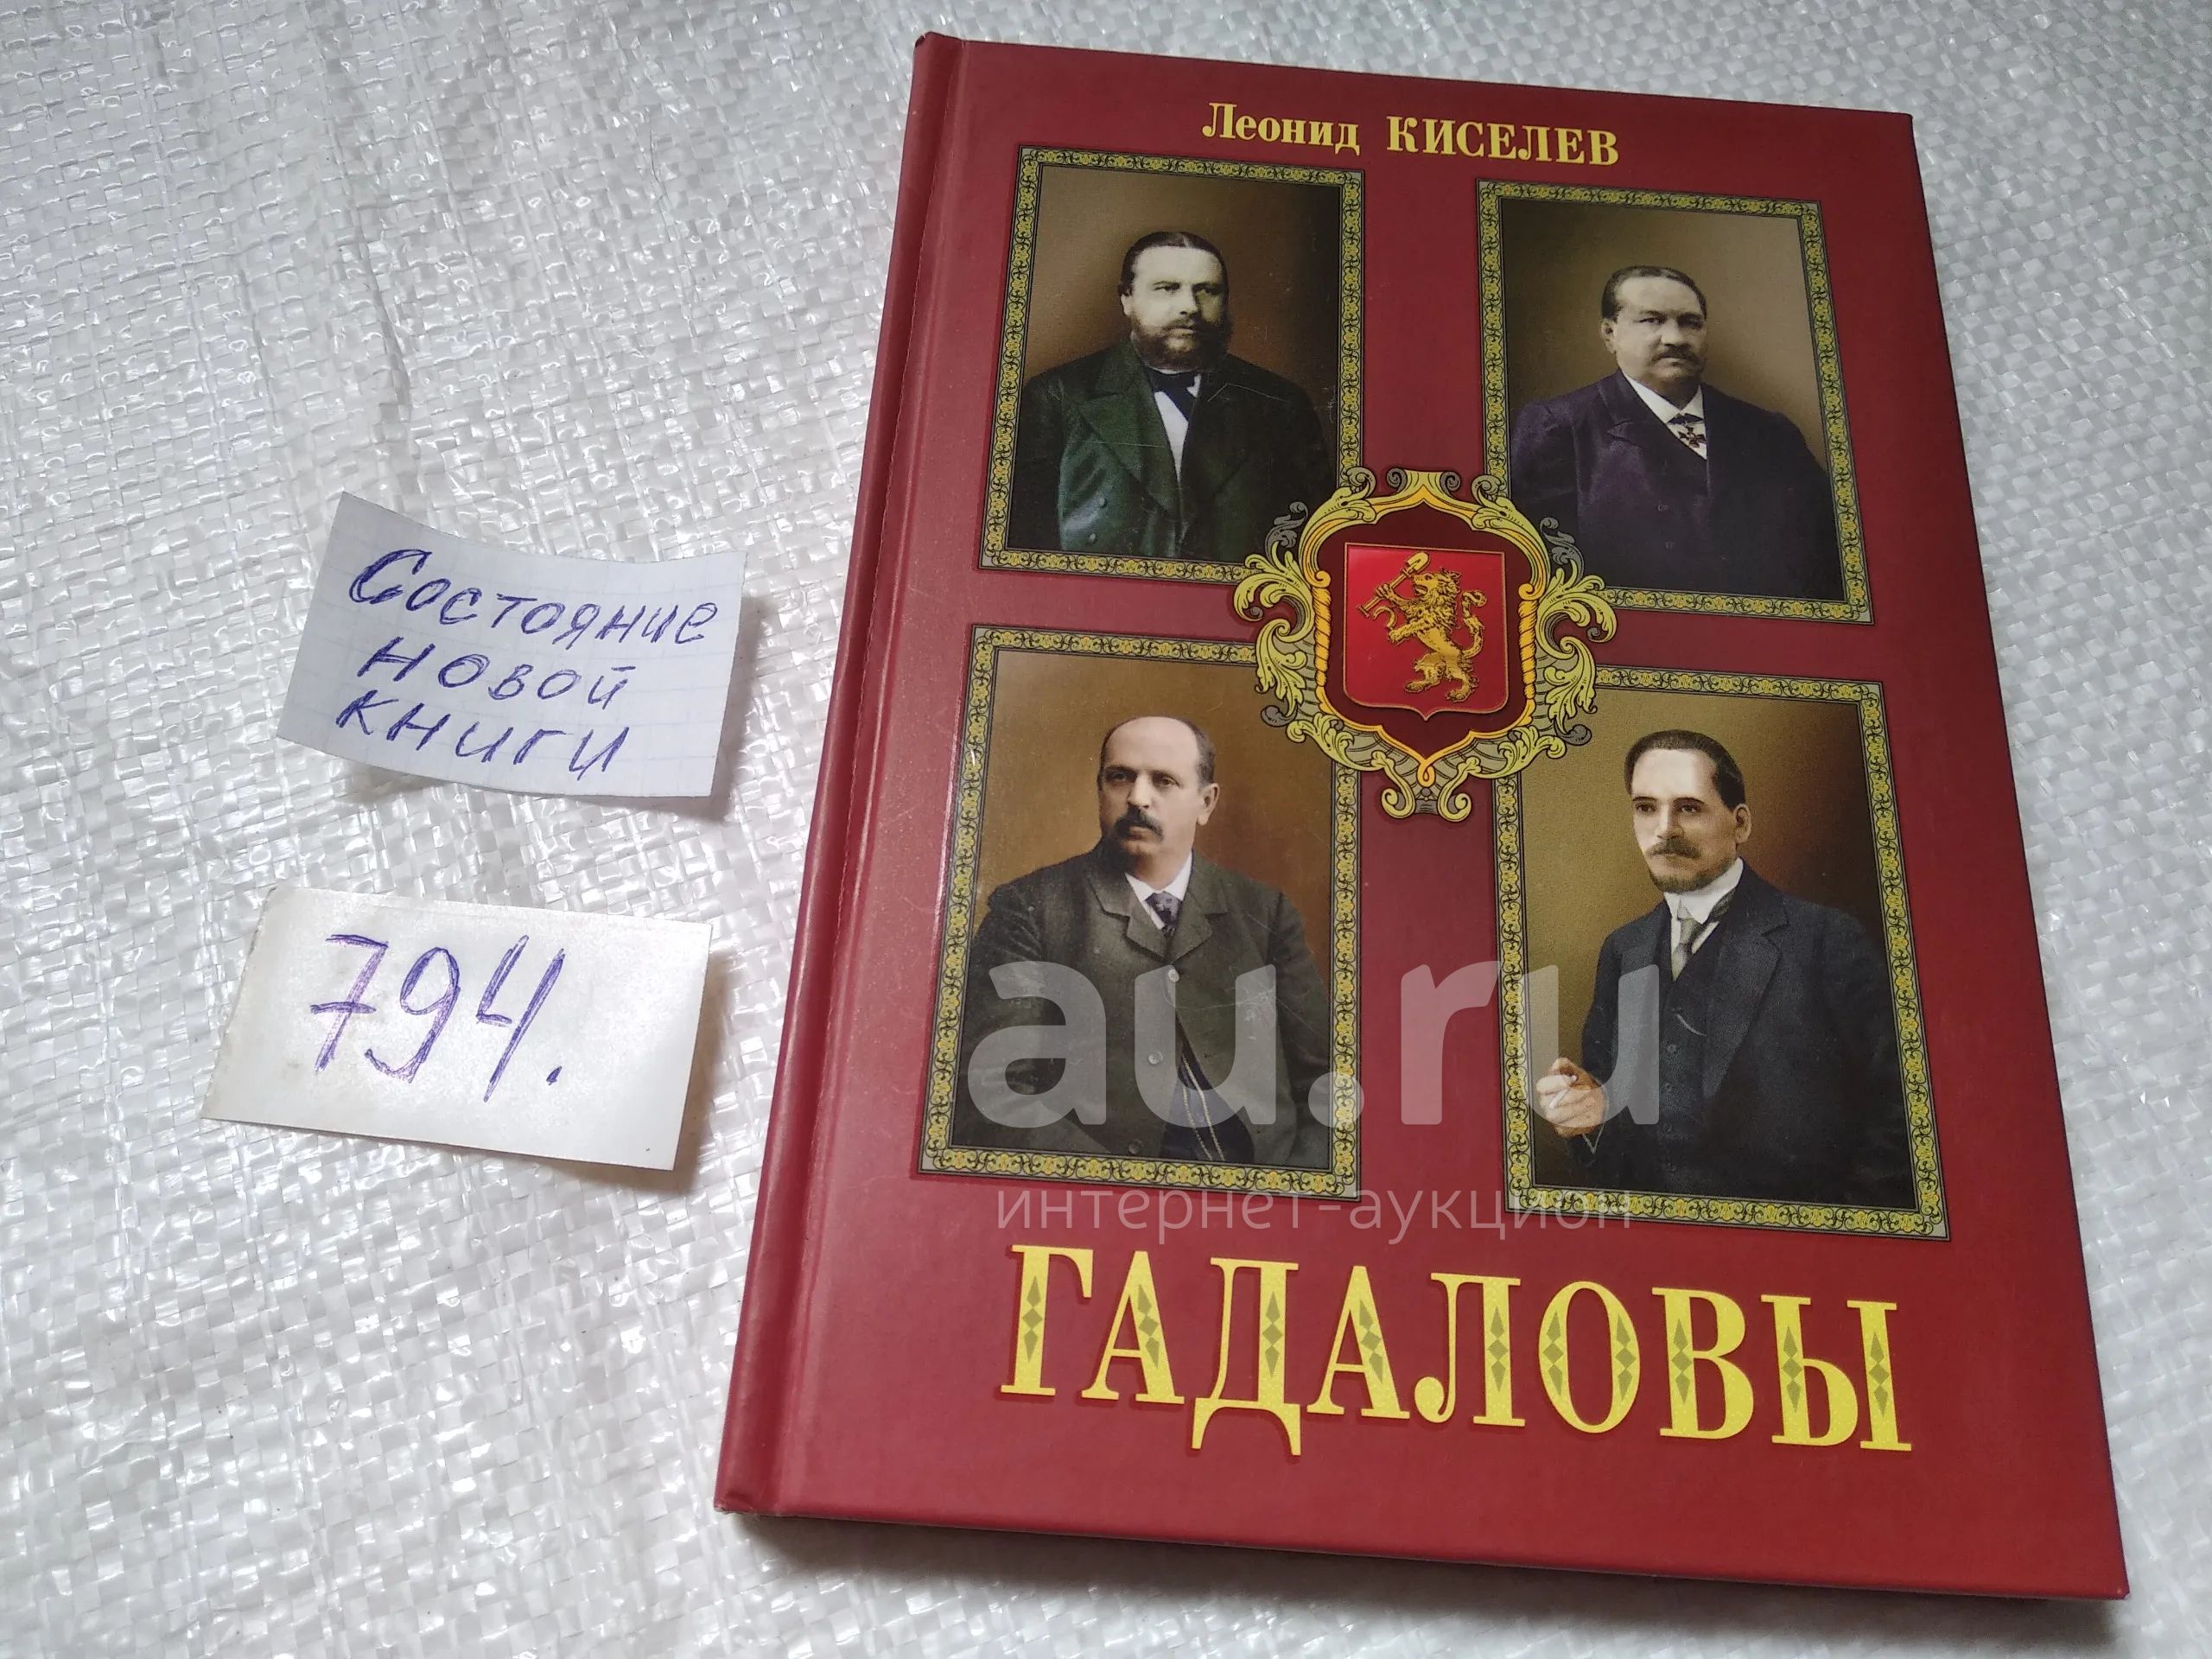 Леонид КИСЕЛЕВ
Состояние
новой
книги
794.
au.ru
интернет-аукцион
ГАДАЛОВЫ